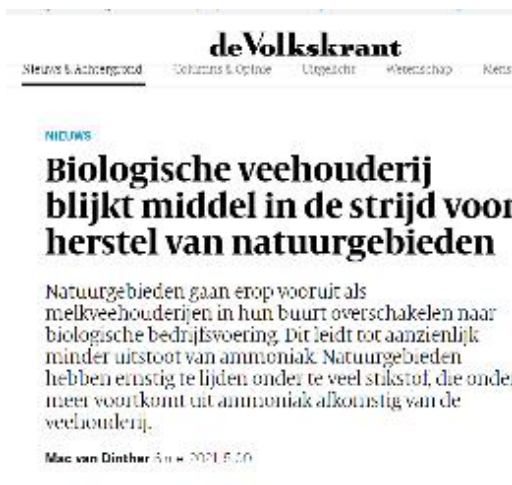 de Volkskrant
Nieuws & Achtergrond Columns & Opinie Uitgelicht Wetenschap Mens
NIEUWS
Biologische veehouderij
blijkt middel in de strijd voor
herstel van natuurgebieden
Natuurgebieden gaan erop vooruit als
melkveehouderijen in hun buurt overschakelen naar
biologische bedrijfsvoering. Dit leidt tot aanzienlijk
minder uitstoot van ammoniak. Natuurgebieden
hebben ernstig te lijden onder te veel stikstof, die onder
meer voortkomt uit ammoniak afkomstig van de
veehouderij.
Mac van Dinther 2021